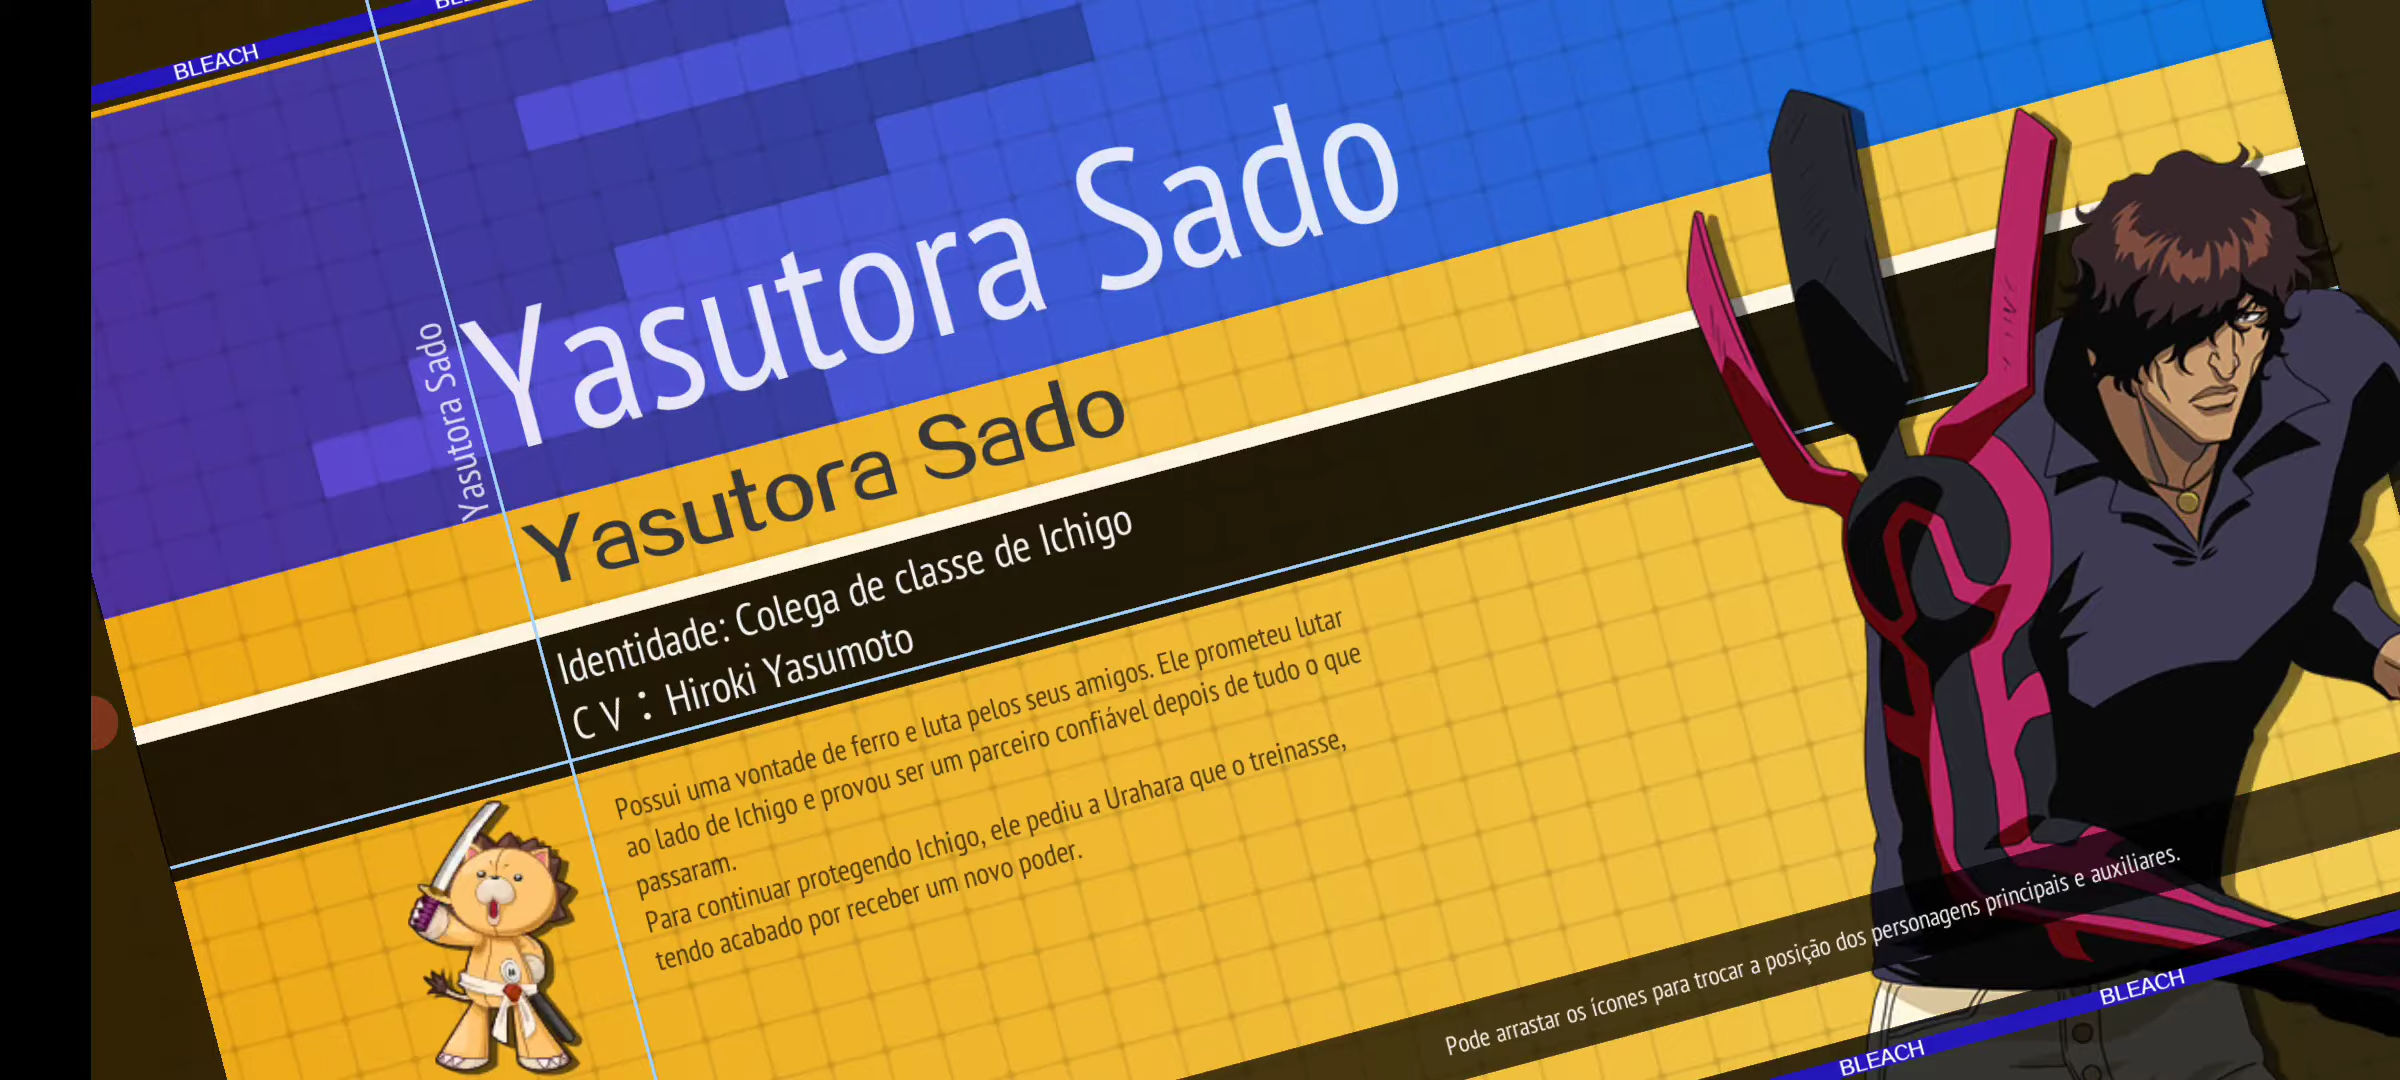 BLEACH
Yasutora Sado
Yasutora Sado
Yasutora Sado
Identidade: Colega de classe de Ichigo
CV：Hiroki Yasumoto
Possui uma vontade de ferro e luta pelos seus amigos. Ele prometeu lutar
ao lado de Ichigo e provou ser um parceiro confiável depois de tudo o que
passaram.
Para continuar protegendo Ichigo, ele pediu a Urahara que o treinasse,
tendo acabado por receber um novo poder.
Pode arrastar os ícones para trocar a posição dos personagens principais e auxiliares.
BLEACH
BLEACH